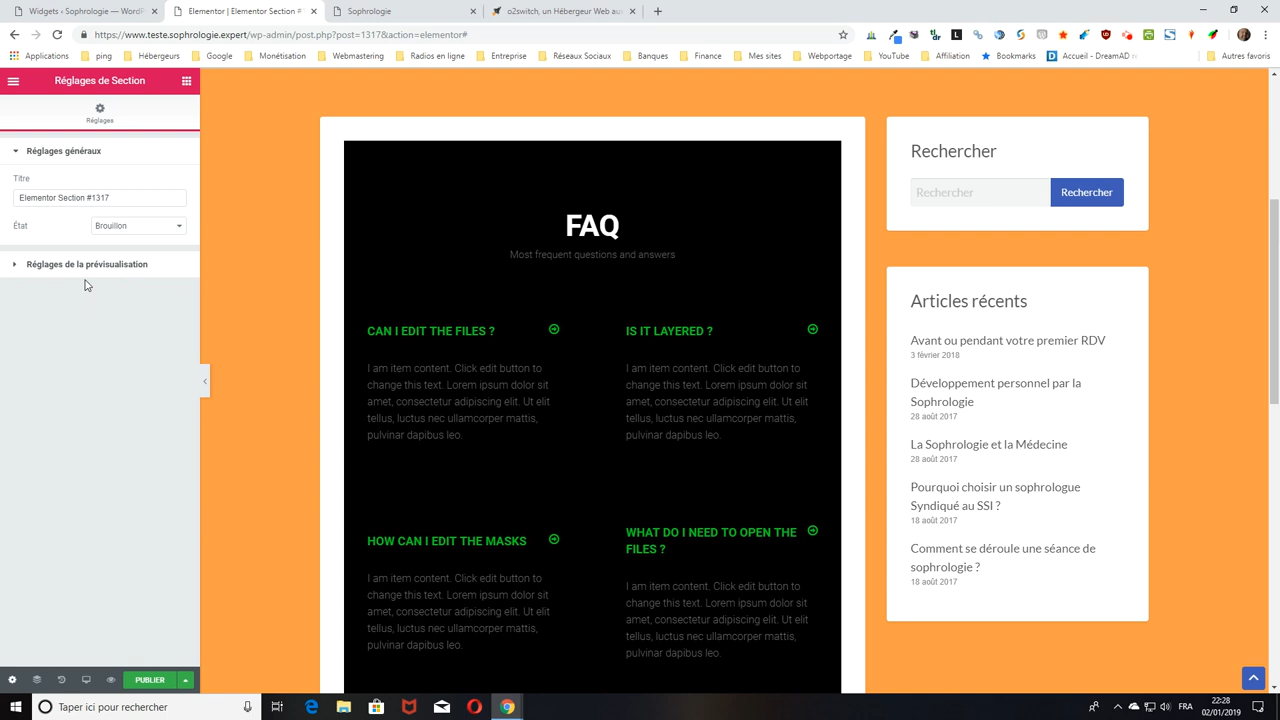 Widgets ‹ Sophrologie — WordP
Elementor | Elementor Section #
Sophrologie
o2switch, un Hébergeur Web au
https://www.teste.sophrologie.expert/wp-admin/post.php?post=1317&action=elementor#
Applications ping Hébergeurs Google Monétisation Webmastering Radios en ligne Entreprise Réseaux Sociaux Banques Finance Mes sites Webportage YouTube Affiliation Bookmarks Accueil - DreamAD Autres favoris
Réglages de Section
Réglages
Réglages généraux
Titre
Elementor Section #1317
État Brouillon
Réglages de la prévisualisation
PUBLIER
FAQ
Most frequent questions and answers
CAN I EDIT THE FILES ?
I am item content. Click edit button to
change this text. Lorem ipsum dolor sit
amet, consectetur adipiscing elit. Ut elit
tellus, luctus nec ullamcorper mattis,
pulvinar dapibus leo.
IS IT LAYERED ?
I am item content. Click edit button to
change this text. Lorem ipsum dolor sit
amet, consectetur adipiscing elit. Ut elit
tellus, luctus nec ullamcorper mattis,
pulvinar dapibus leo.
HOW CAN I EDIT THE MASKS
I am item content. Click edit button to
change this text. Lorem ipsum dolor sit
amet, consectetur adipiscing elit. Ut elit
tellus, luctus nec ullamcorper mattis,
pulvinar dapibus leo.
WHAT DO I NEED TO OPEN THE
FILES ?
I am item content. Click edit button to
change this text. Lorem ipsum dolor sit
amet, consectetur adipiscing elit. Ut elit
tellus, luctus nec ullamcorper mattis,
pulvinar dapibus leo.
Rechercher
Rechercher Rechercher
Articles récents
Avant ou pendant votre premier RDV
3 février 2018
Développement personnel par la
Sophrologie
28 août 2017
La Sophrologie et la Médecine
28 août 2017
Pourquoi choisir un sophrologue
Syndiqué au SSI ?
18 août 2017
Comment se déroule une séance de
sophrologie ?
18 août 2017
Taper ici pour rechercher
FRA
22:28
02/01/2019